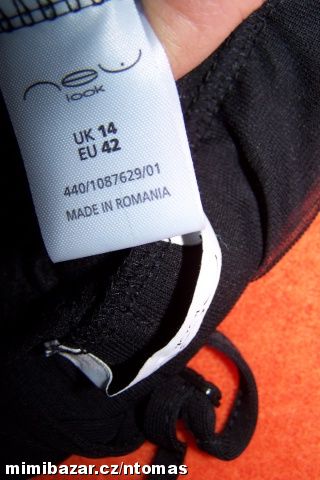 new
look
UK 14
EU 42
440/1087629/01
MADE IN ROMANIA
mimibazar.cz/ntomas